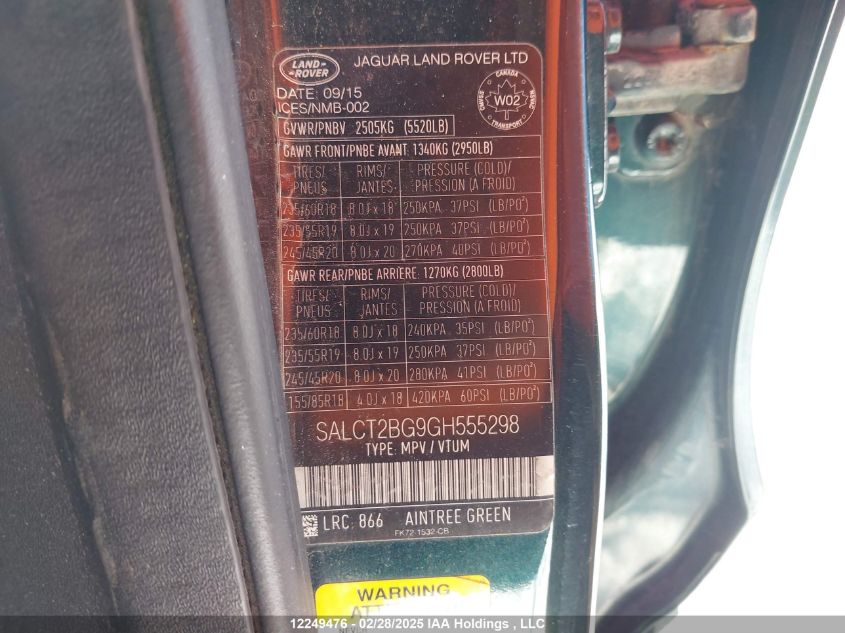 LAND
ROVER
JAGUAR LAND ROVER LTD
DATE: 09/15
ICES/NMB-002
CANADA
W02
GVWR/PNBV 2505KG (5520LB)
GAWR FRONT/PNBE AVANT: 1340KG (2950LB)
TIRES/ RIMS/ PRESSURE (COLD)/
PNEUS JANTES PRESSION (A FROID)
235/60R18 8.0J x 18 250KPA 37PSI (LB/PO²)
235/55R19 8.0J x 19 250KPA 37PSI (LB/PO²)
245/45R20 8.0J x 20 270KPA 40PSI (LB/PO²)
GAWR REAR/PNBE ARRIERE: 1270KG (2800LB)
TIRES/ RIMS/ PRESSURE (COLD)/
PNEUS JANTES PRESSION (A FROID)
235/60R18 8.0J x 18 240KPA 35PSI (LB/PO²)
235/55R19 8.0J x 19 250KPA 37PSI (LB/PO²)
245/45R20 8.0J x 20 280KPA 41PSI (LB/PO²)
155/85R18 4.0J x 18 420KPA 60PSI (LB/PO²)
SALCT2BG9GH555298
TYPE: MPV / VTUM
LRC: 866 AINTREE GREEN
FK72-1532-CB
WARNING
12249476 - 02/28/2025 IAA Holdings , LLC